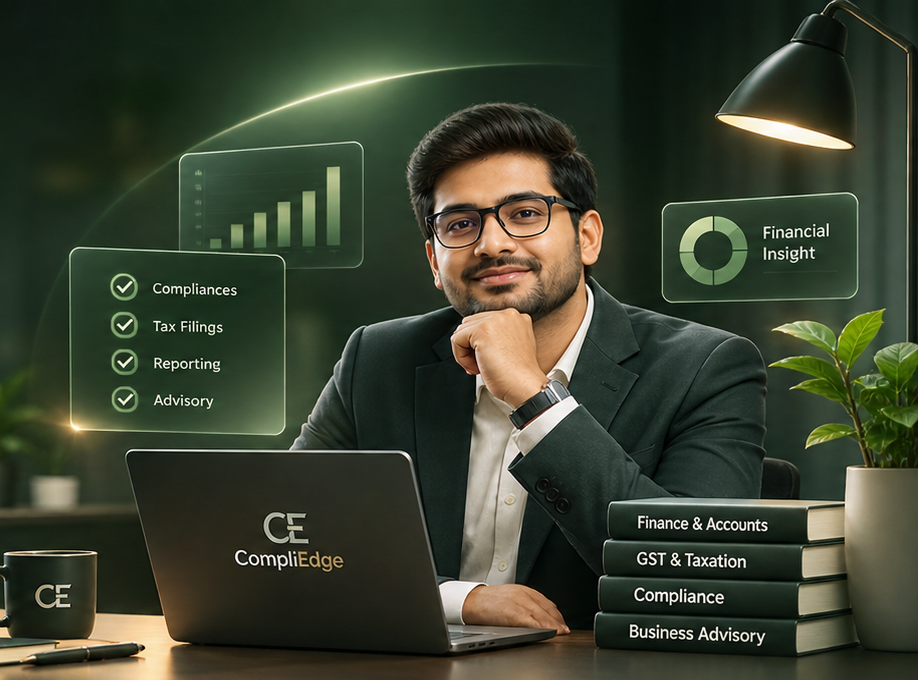 Compliances
Tax Filings
Reporting
Advisory
Financial
Insight
CE
CompliEdge
CE
Finance & Accounts
GST & Taxation
Compliance
Business Advisory